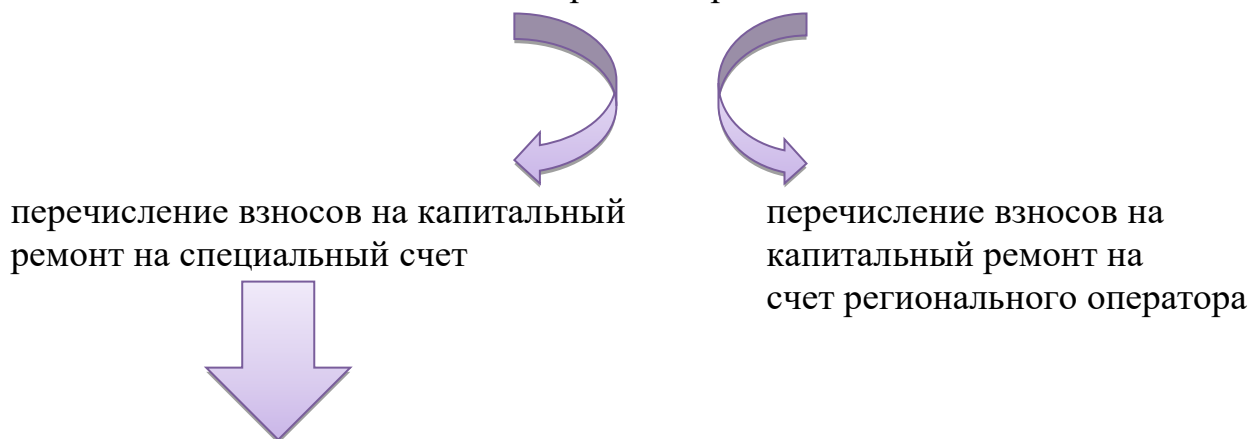 перечисление взносов на капитальный
ремонт на специальный счет
перечисление взносов на
капитальный ремонт на
счет регионального оператора